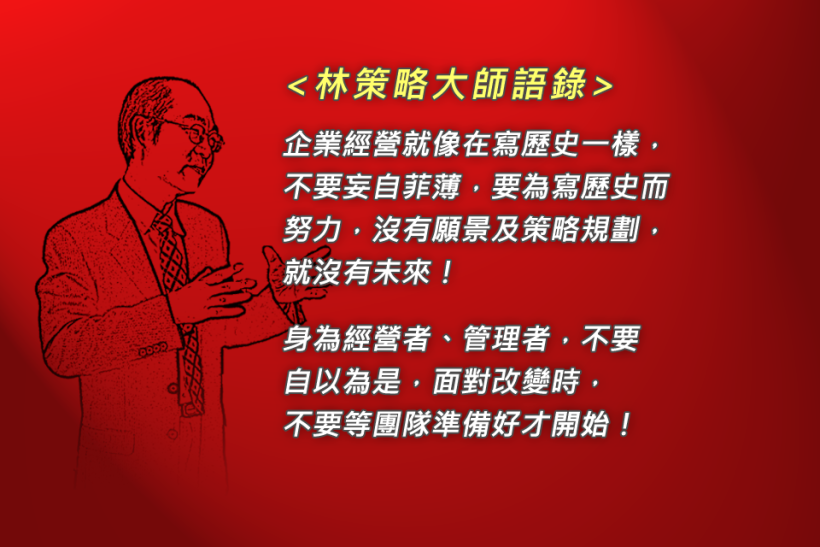 <林策略大師語錄>
企業經營就像在寫歷史一樣，
不要妄自菲薄，要為寫歷史而
努力，沒有願景及策略規劃，
就沒有未來！
身為經營者、管理者，不要
自以為是，面對改變時，
不要等團隊準備好才開始！